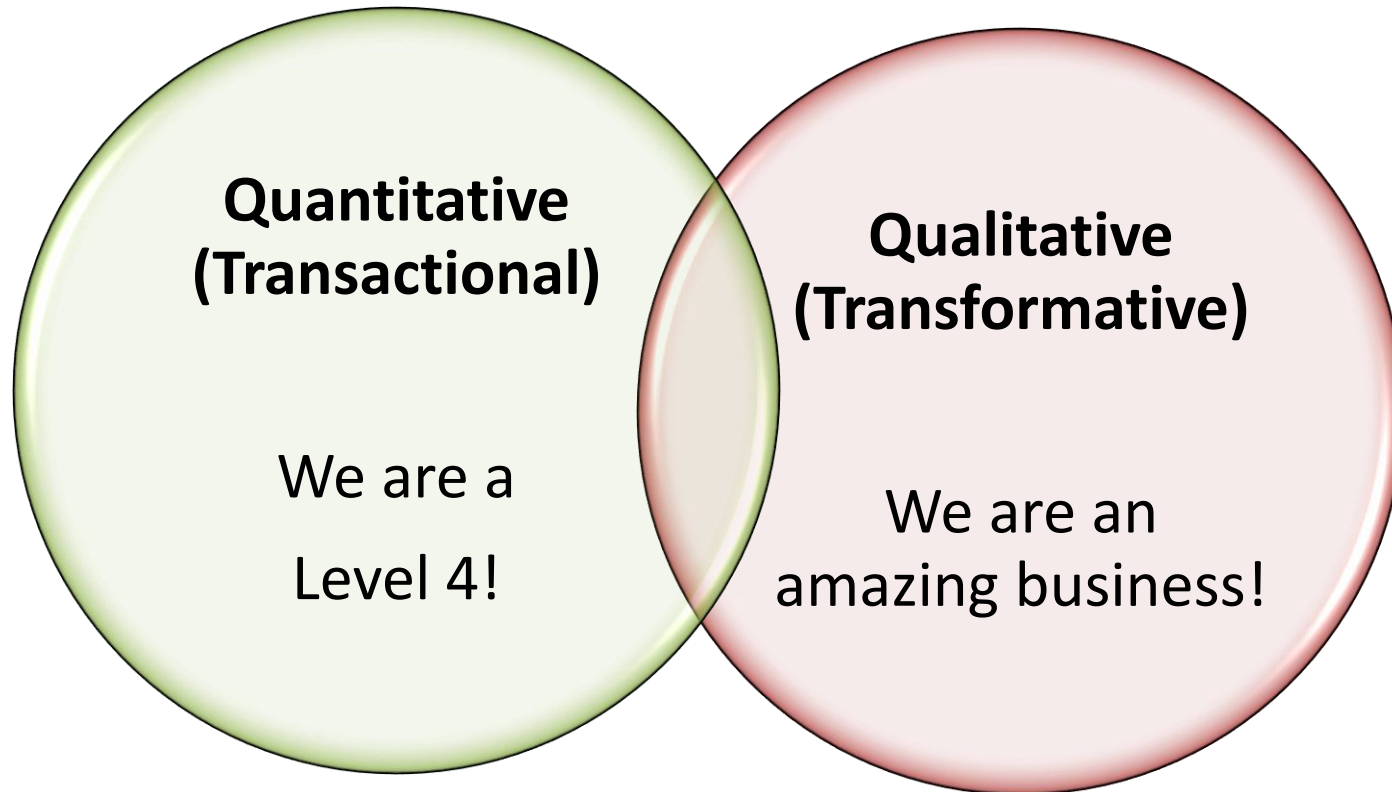 Quantitative
(Transactional)
We are a
Level 4!
Qualitative
(Transformative)
We are an
amazing business!